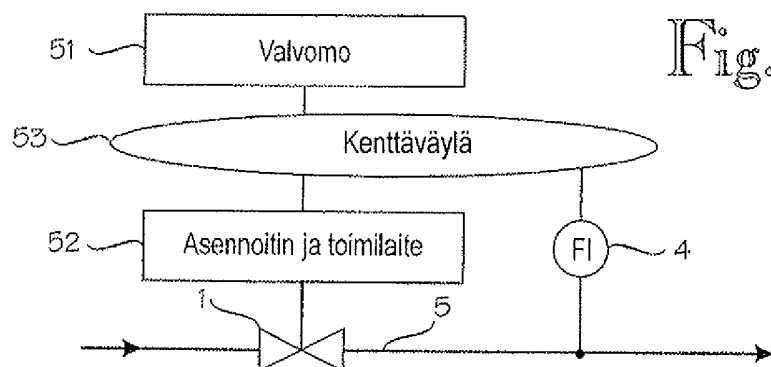 51
Valvomo
Fig.
53
Kenttäväylä
52
Asennoitin ja toimilaite
FI
4
1
5